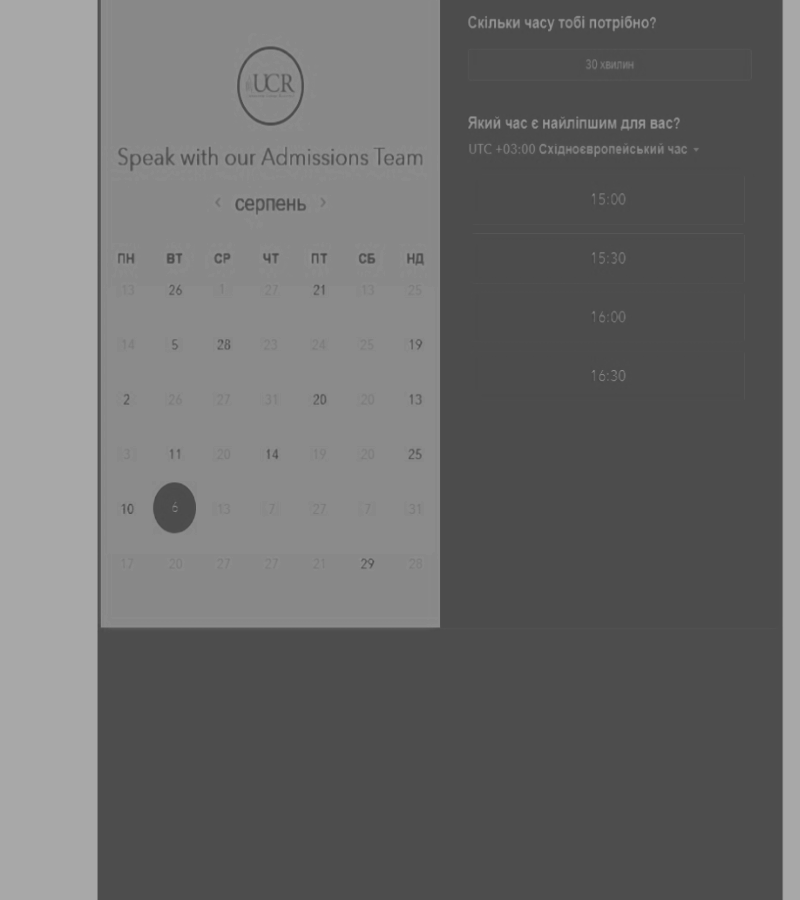 UCR
Speak with our Admissions Team
‹ серпень ›
ПН ВТ СР ЧТ ПТ СБ НД
13 26 1 27 21 13 25
14 5 28 23 24 25 19
2 26 27 31 20 20 13
3 11 20 14 19 20 25
10 6 13 7 27 7 31
17 20 27 27 21 29 28
Скільки часу тобі потрібно?
30 хвилин
Який час є найліпшим для вас?
UTC +03:00 Східноєвропейський час
15:00
15:30
16:00
16:30